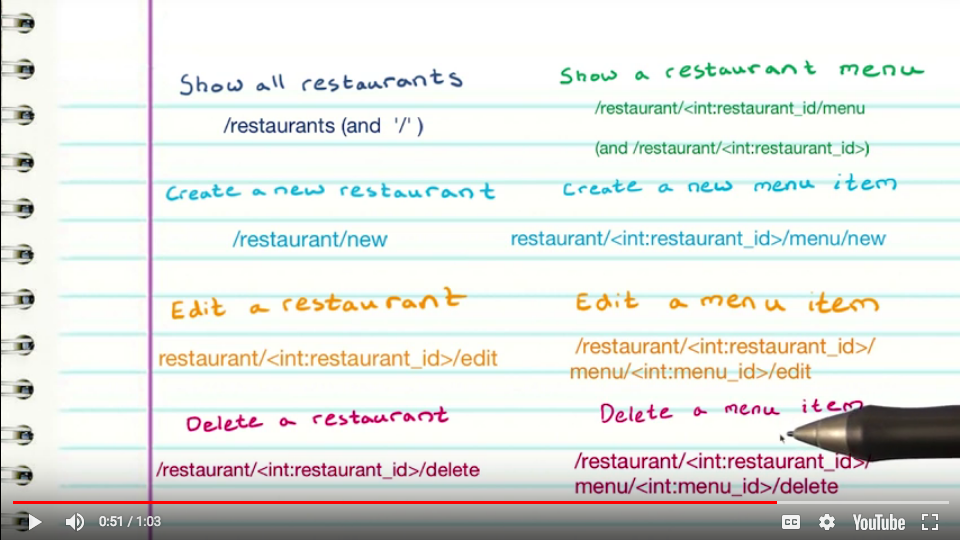 Show all restaurants
/restaurants (and '/' )
Create a new restaurant
/restaurant/new
Edit a restaurant
restaurant/<int:restaurant_id>/edit
Delete a restaurant
/restaurant/<int:restaurant_id>/delete
Show a restaurant menu
/restaurant/<int:restaurant_id/menu
(and /restaurant/<int:restaurant_id>)
Create a new menu item
restaurant/<int:restaurant_id>/menu/new
Edit a menu item
/restaurant/<int:restaurant_id>/
menu/<int:menu_id>/edit
Delete a menu item
/restaurant/<int:restaurant_id>/
menu/<int:menu_id>/delete
0:51 / 1:03
CC
YouTube